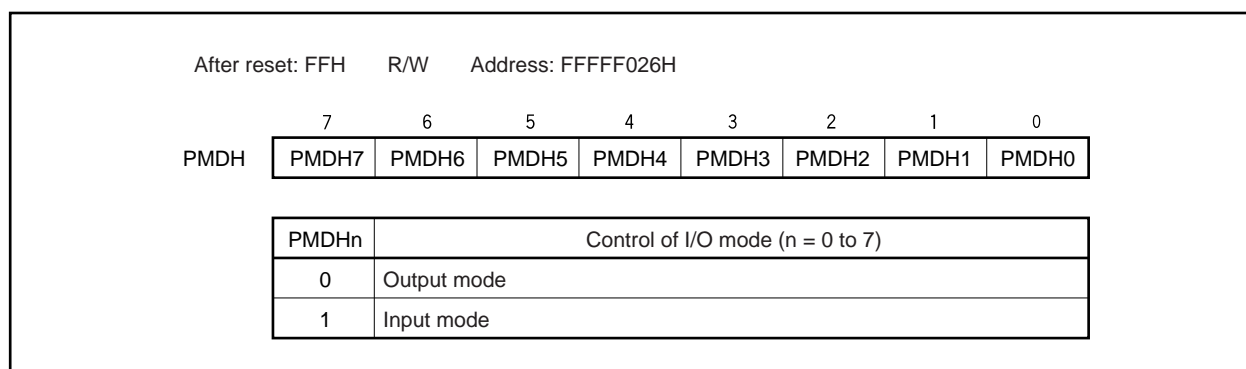 After reset: FFH R/W Address: FFFFF026H
7 6 5 4 3 2 1 0
PMDH PMDH7 PMDH6 PMDH5 PMDH4 PMDH3 PMDH2 PMDH1 PMDH0
PMDHn Control of I/O mode (n = 0 to 7)
0 Output mode
1 Input mode